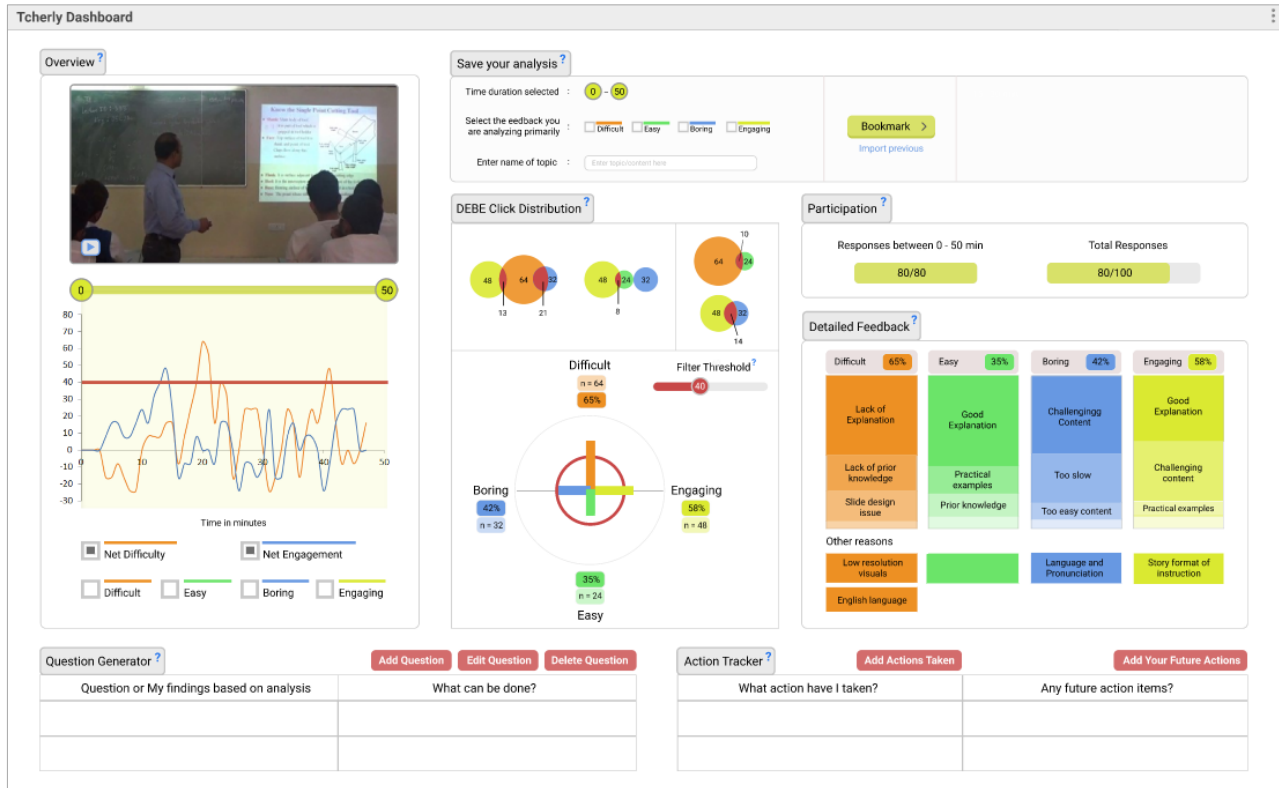 Tcherly Dashboard
Overview ?
Know the Single Point Cutting Tool
0
50
80
70
60
50
40
30
20
10
0
-10
-20
-30
0
10
20
30
40
50
Time in minutes
Net Difficulty
Net Engagement
Difficult
Easy
Boring
Engaging
Save your analysis ?
Time duration selected : 0 - 50
Select the eedback you
are analyzing primarily :
Difficult
Easy
Boring
Engaging
Enter name of topic :
Enter topic/content here
Bookmark >
Import previous
DEBE Click Distribution ?
48
64
32
13
21
48
24
32
8
10
64
24
48
32
14
Difficult
n = 64
65%
Filter Threshold ?
40
Boring
42%
n = 32
Engaging
58%
n = 48
35%
n = 24
Easy
Participation ?
Responses between 0 - 50 min
80/80
Total Responses
80/100
Detailed Feedback ?
Difficult 65%
Easy 35%
Boring 42%
Engaging 58%
Lack of
Explanation
Lack of prior
knowledge
Slide design
issue
Good
Explanation
Practical
examples
Prior knowledge
Challengingg
Content
Too slow
Too easy content
Good
Explanation
Challenging
content
Practical examples
Other reasons
Low resolution
visuals
English language
Language and
Pronunciation
Story format of
instruction
Question Generator ?
Add Question
Edit Question
Delete Question
Question or My findings based on analysis
What can be done?
Action Tracker ?
Add Actions Taken
Add Your Future Actions
What action have I taken?
Any future action items?